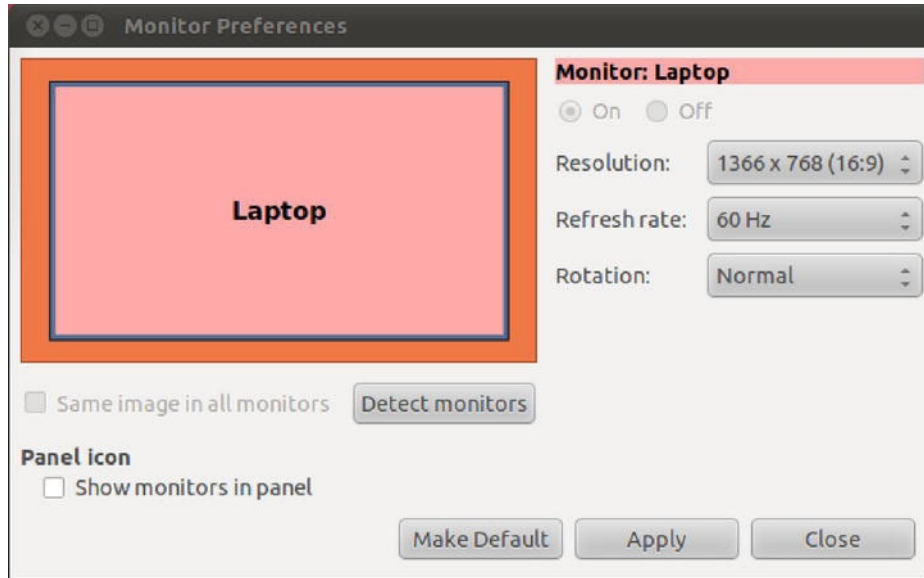 Monitor Preferences
Laptop
Monitor: Laptop
On Off
Resolution: 1366 x 768 (16:9)
Refresh rate: 60 Hz
Rotation: Normal
Same image in all monitors Detect monitors
Panel icon
Show monitors in panel
Make Default Apply Close